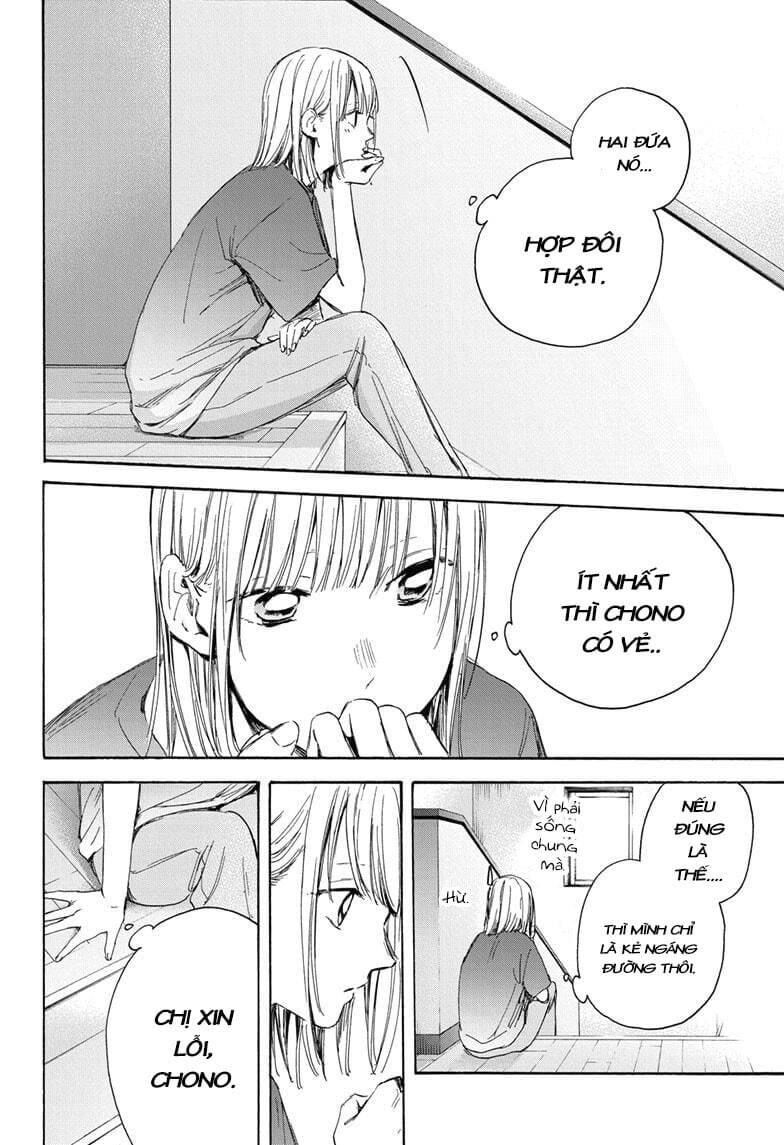 HAI ĐỨA
NÓ...
HỢP ĐÔI
THẬT.
ÍT NHẤT
THÌ CHONO
CÓ VẺ..
NẾU
ĐÚNG
LÀ
THẾ....
THÌ MÌNH CHỈ
LÀ KẺ NGÁNG
ĐƯỜNG THÔI.
Vì phải
sống
chung
mà
Hừ.
CHỊ XIN
LỖI,
CHONO.